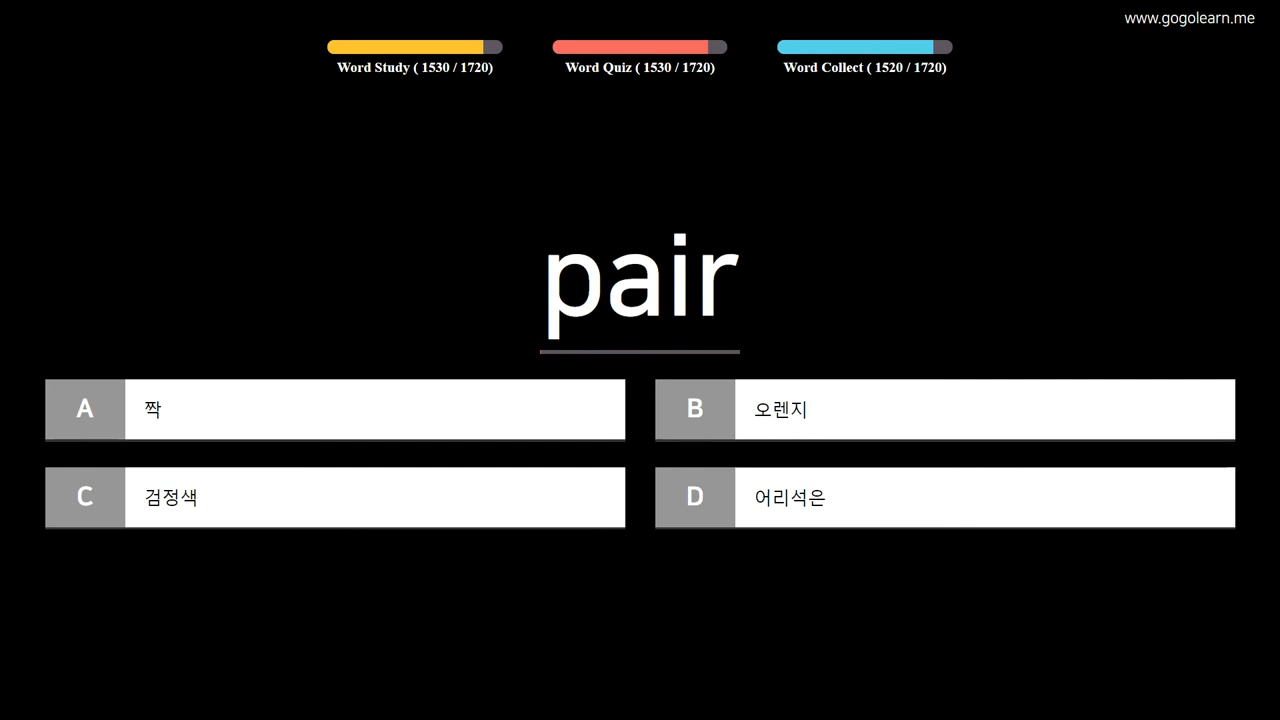 www.gogolearn.me
Word Study ( 1530 / 1720)
Word Quiz ( 1530 / 1720)
Word Collect ( 1520 / 1720)
pair
A 짝
B 오렌지
C 검정색
D 어리석은